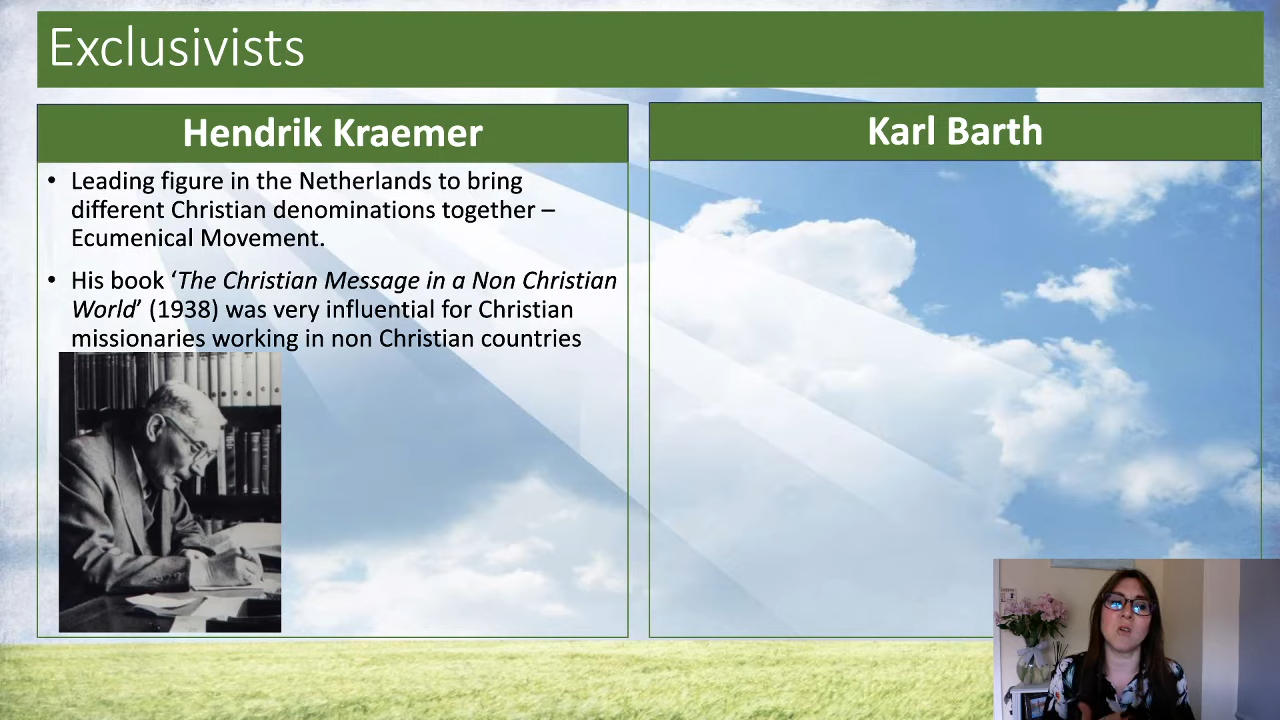 Exclusivists
Hendrik Kraemer
• Leading figure in the Netherlands to bring
different Christian denominations together –
Ecumenical Movement.
• His book ‘The Christian Message in a Non Christian
World’ (1938) was very influential for Christian
missionaries working in non Christian countries
Karl Barth